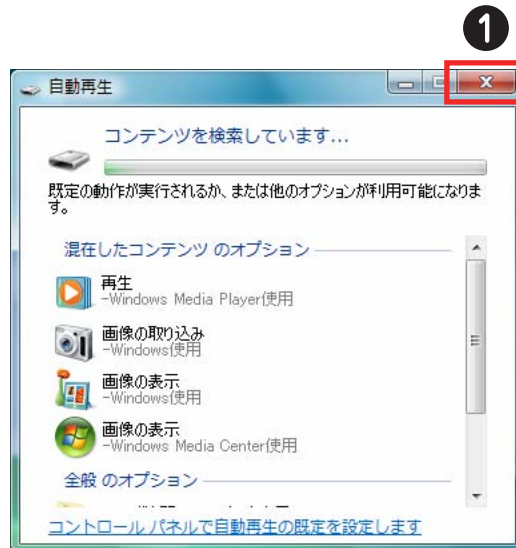 1
自動再生
コンテンツを検索しています...
既定の動作が実行されるか、または他のオプションが利用可能になりま
す。
混在したコンテンツ のオプション
再生
-Windows Media Player使用
画像の取り込み
-Windows使用
画像の表示
-Windows使用
画像の表示
-Windows Media Center使用
全般 のオプション
コントロール パネルで自動再生の既定を設定します